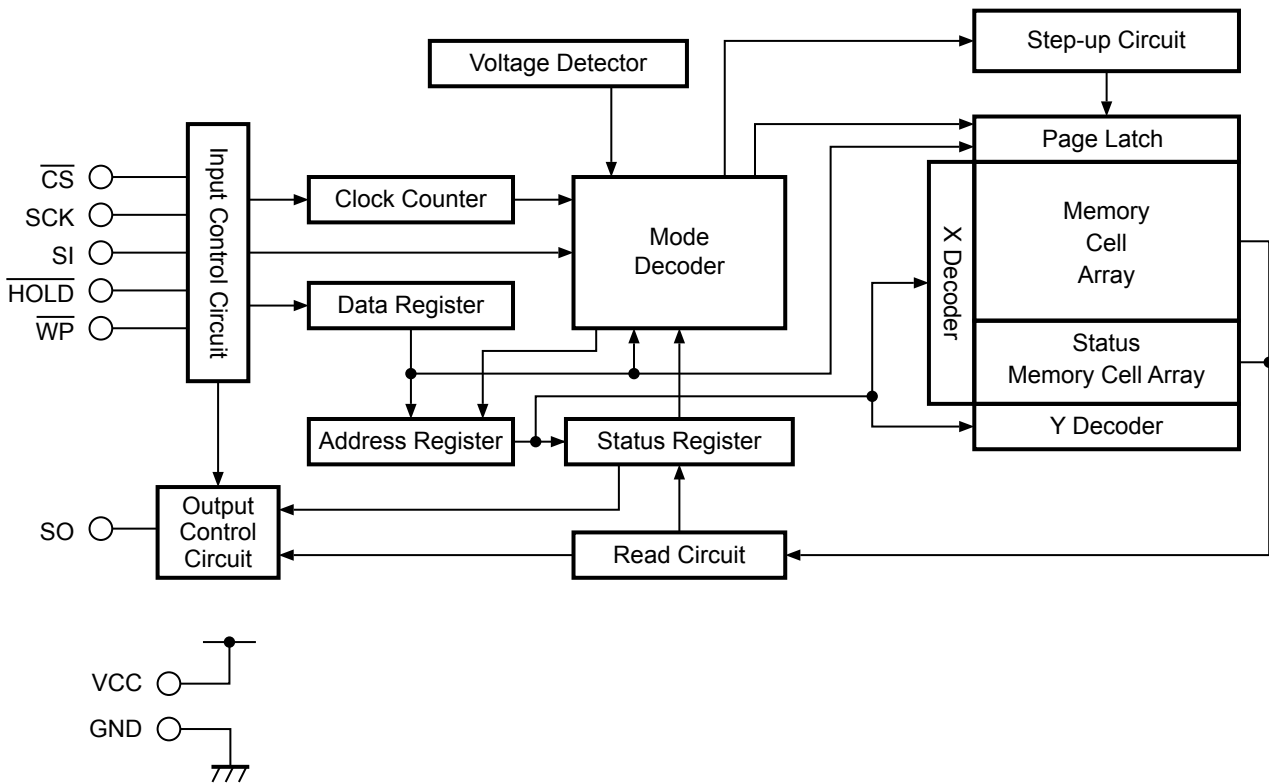 Step-up Circuit
Voltage Detector
Page Latch
Input Control Circuit
CS
SCK
SI
HOLD
WP
Clock Counter
Mode
Decoder
X Decoder
Memory
Cell
Array
Data Register
Status
Memory Cell Array
Address Register
Status Register
Y Decoder
SO
Output
Control
Circuit
Read Circuit
VCC
GND